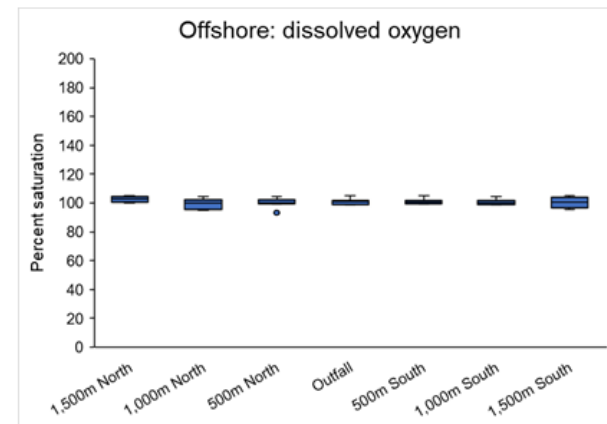 Offshore: dissolved oxygen
Percent saturation
200
180
160
140
120
100
80
60
40
20
0
1,500m North
1,000m North
500m North
Outfall
500m South
1,000m South
1,500m South